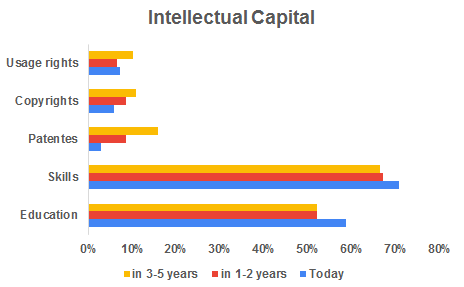 Intellectual Capital
Usage rights
Copyrights
Patentes
Skills
Education
0% 10% 20% 30% 40% 50% 60% 70% 80%
in 3-5 years in 1-2 years Today